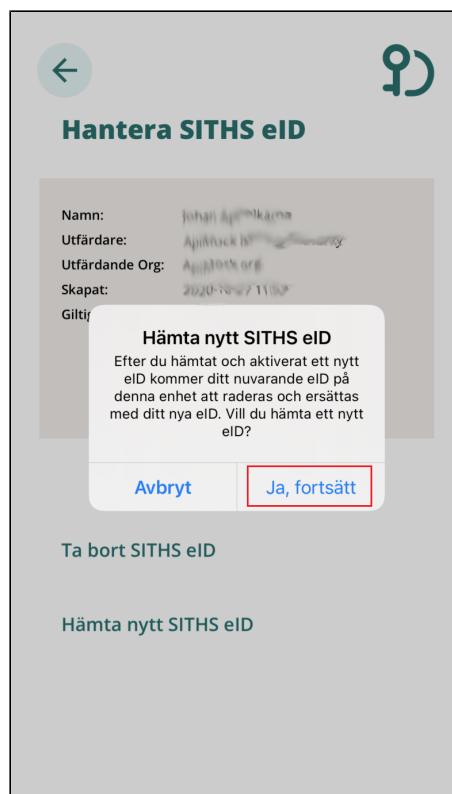 Hantera SITHS eID
Namn:
Utfärdare:
Utfärdande Org:
Skapat:
Hämta nytt SITHS eID
Efter du hämtat och aktiverat ett nytt
eID kommer ditt nuvarande eID på
denna enhet att raderas och ersättas
med ditt nya eID. Vill du hämta ett nytt
eID?
Avbryt
Ja, fortsätt
Ta bort SITHS eID
Hämta nytt SITHS eID